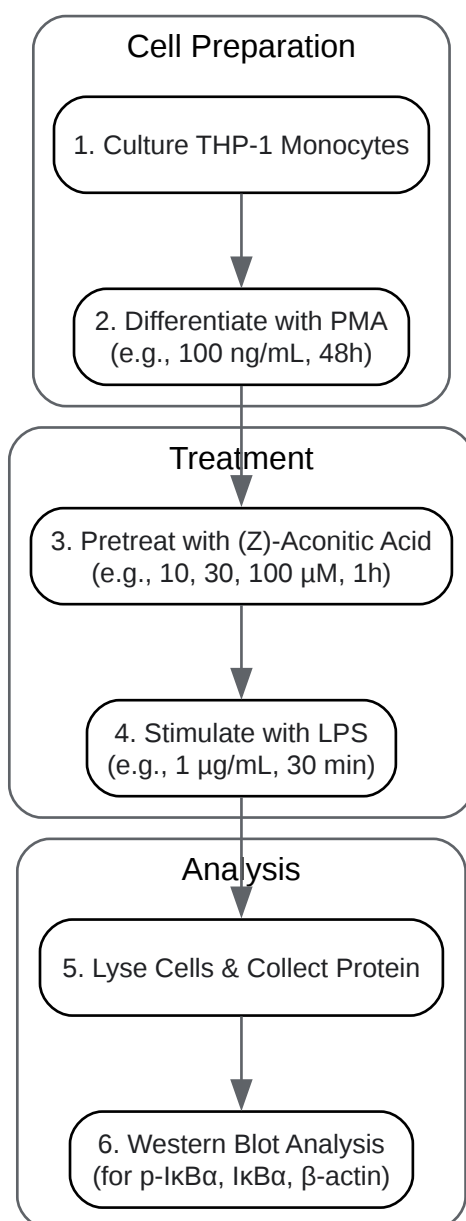 Cell Preparation
1. Culture THP-1 Monocytes
2. Differentiate with PMA
(e.g., 100 ng/mL, 48h)
Treatment
3. Pretreat with (Z)-Aconitic Acid
(e.g., 10, 30, 100 µM, 1h)
4. Stimulate with LPS
(e.g., 1 µg/mL, 30 min)
Analysis
5. Lyse Cells & Collect Protein
6. Western Blot Analysis
(for p-IκBα, IκBα, β-actin)